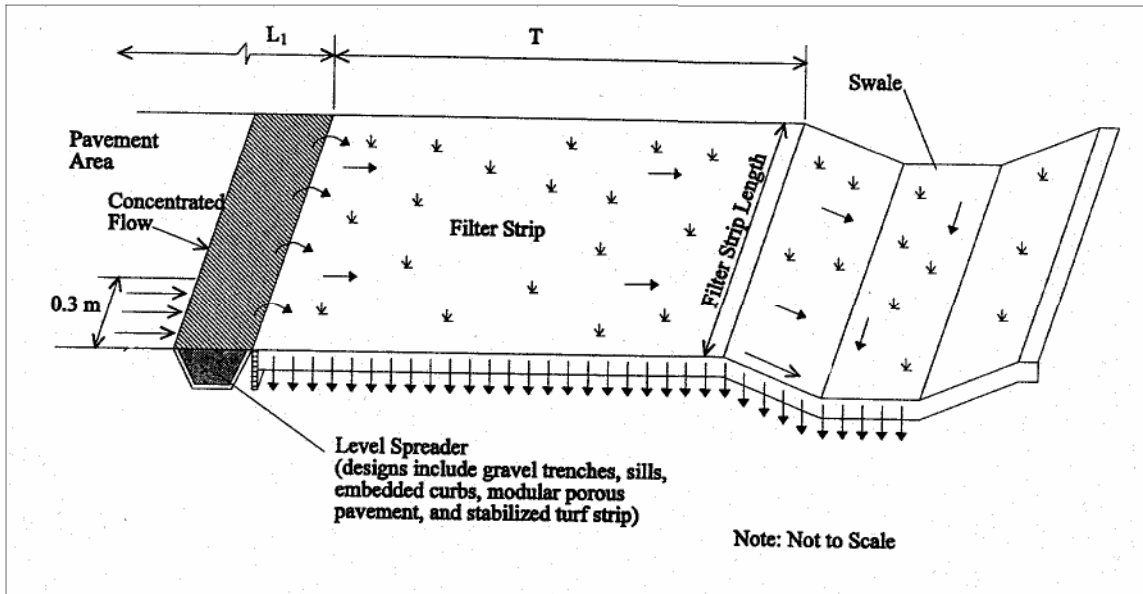 L₁
T
Swale
Pavement
Area
Concentrated
Flow
Filter Strip
Filter Strip Length
0.3 m
Level Spreader
(designs include gravel trenches, sills,
embedded curbs, modular porous
pavement, and stabilized turf strip)
Note: Not to Scale